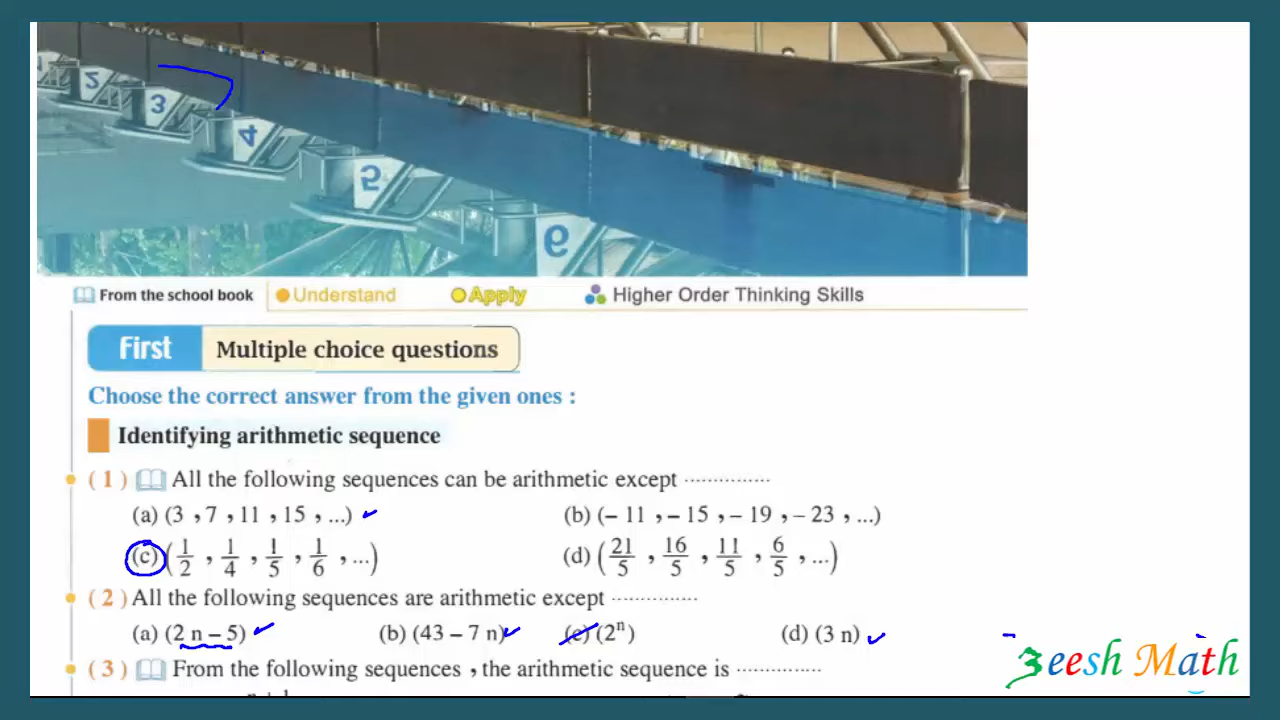 2
3
4
5
6
From the school book Understand Apply Higher Order Thinking Skills
First Multiple choice questions
Choose the correct answer from the given ones :
Identifying arithmetic sequence
(1) All the following sequences can be arithmetic except ...............
(a) (3 , 7 , 11 , 15 , ...) ✓ (b) (– 11 , – 15 , – 19 , – 23 , ...)
(c) (1/2 , 1/4 , 1/5 , 1/6 , ...) (d) (21/5 , 16/5 , 11/5 , 6/5 , ...)
(2) All the following sequences are arithmetic except ...............
(a) (2 n – 5) ✓ (b) (43 – 7 n) ✓ (c) (2ⁿ) (d) (3 n) ✓
(3) From the following sequences , the arithmetic sequence is ...............
Zeesh Math